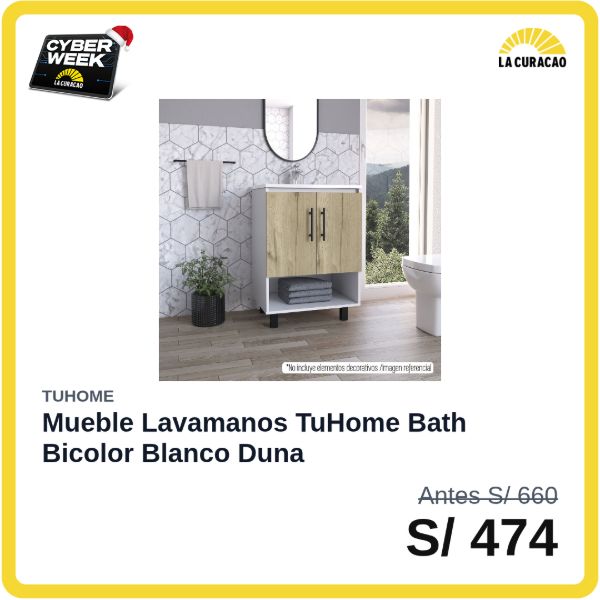 CYBER
WEEK
LA CURACAO
LA CURACAO
*No incluye elementos decorativos /Imagen referencial
TUHOME
Mueble Lavamanos TuHome Bath
Bicolor Blanco Duna
Antes S/ 660
S/ 474